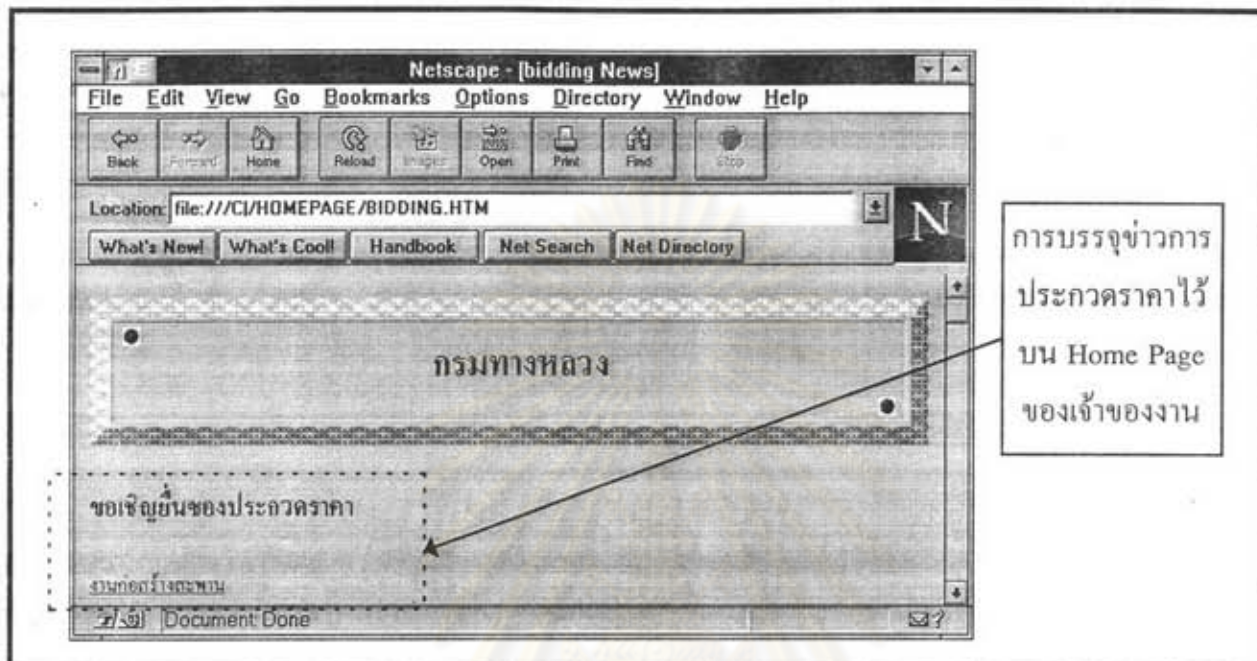 Netscape - [bidding News]
File Edit View Go Bookmarks Options Directory Window Help
Back Forward Home Reload Images Open Print Find Stop
Location: file:///C|/HOMEPAGE/BIDDING.HTM
What's New! What's Cool! Handbook Net Search Net Directory
N
กรมทางหลวง
ขอเชิญยื่นซองประกวดราคา
งานก่อสร้างสะพาน
Document: Done
?
การบรรจุข่าวการ
ประกวดราคาไว้
บน Home Page
ของเจ้าของงาน